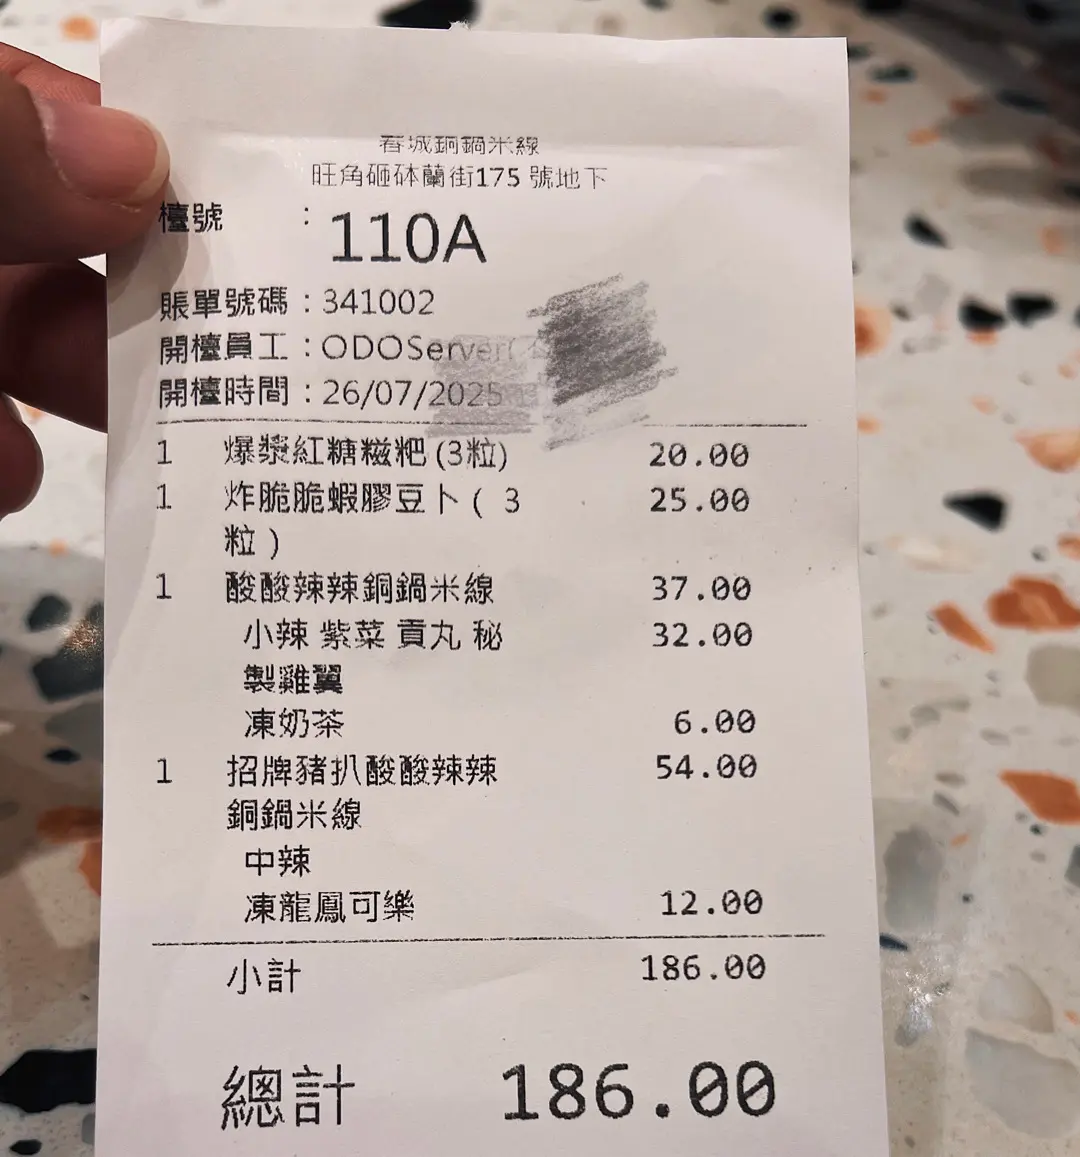 春城銅鍋米線
旺角砸砵蘭街175 號地下
檯號 : 110A
賬單號碼 : 341002
開檯員工 : ODOServer(
開檯時間 : 26/07/2025
1 爆漿紅糖糍粑(3粒) 20.00
1 炸脆脆蝦膠豆卜( 3 25.00
粒 )
1 酸酸辣辣銅鍋米線 37.00
小辣 紫菜 貢丸 秘 32.00
製雞翼
凍奶茶 6.00
1 招牌豬扒酸酸辣辣 54.00
銅鍋米線
中辣
凍龍鳳可樂 12.00
小計 186.00
總計 186.00